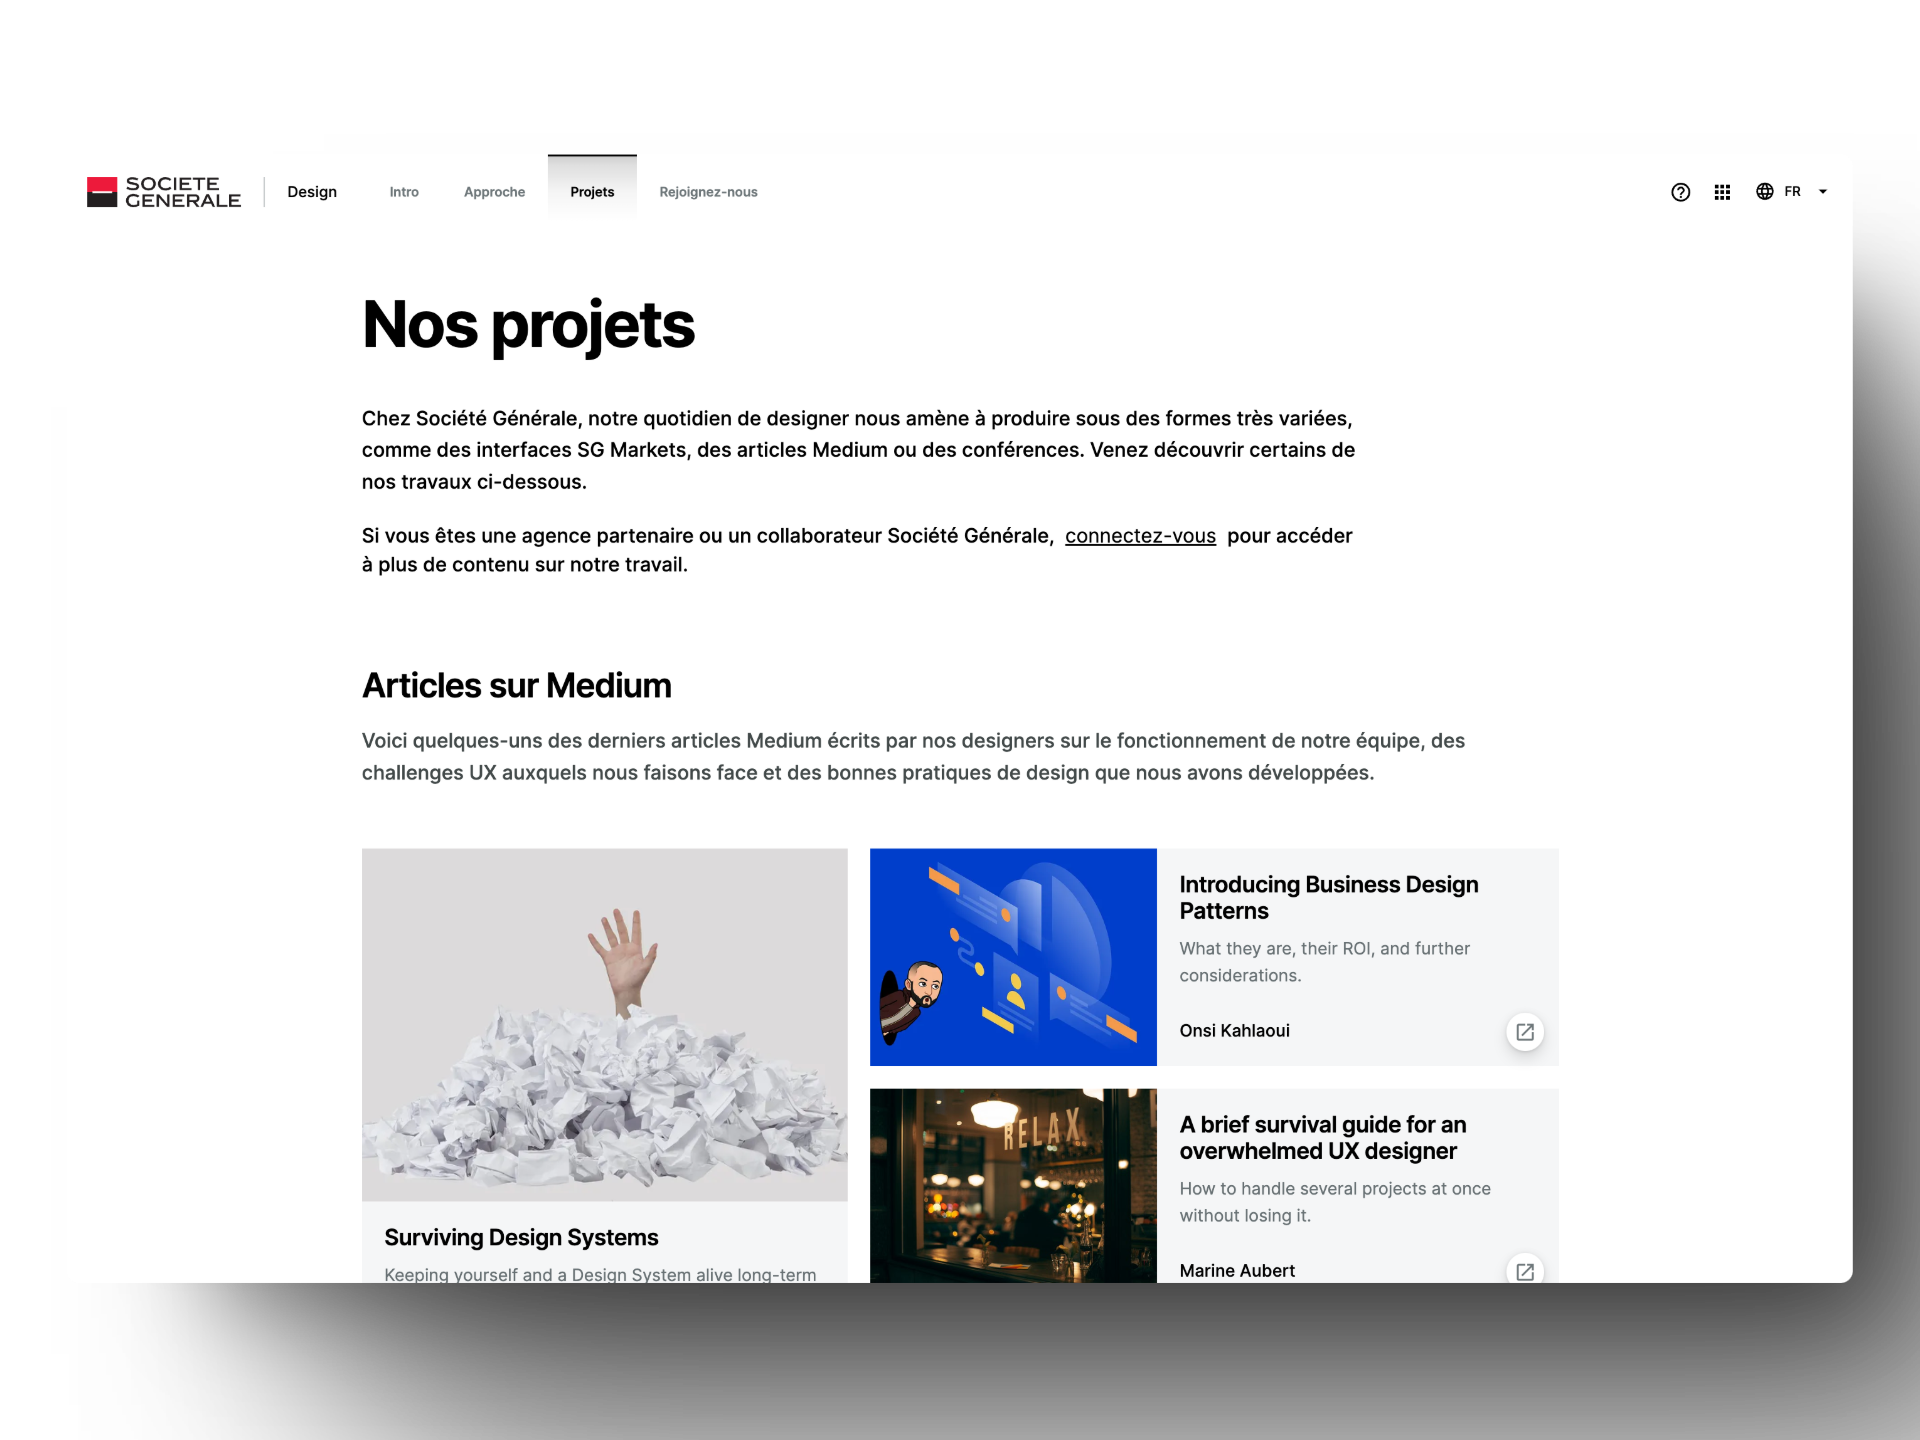 SOCIETE
GENERALE
Design
Intro
Approche
Projets
Rejoignez-nous
FR
Nos projets
Chez Société Générale, notre quotidien de designer nous amène à produire sous des formes très variées,
comme des interfaces SG Markets, des articles Medium ou des conférences. Venez découvrir certains de
nos travaux ci-dessous.
Si vous êtes une agence partenaire ou un collaborateur Société Générale, connectez-vous pour accéder
à plus de contenu sur notre travail.
Articles sur Medium
Voici quelques-uns des derniers articles Medium écrits par nos designers sur le fonctionnement de notre équipe, des
challenges UX auxquels nous faisons face et des bonnes pratiques de design que nous avons développées.
Surviving Design Systems
Keeping yourself and a Design System alive long-term
Introducing Business Design
Patterns
What they are, their ROI, and further
considerations.
Onsi Kahlaoui
RELAX
A brief survival guide for an
overwhelmed UX designer
How to handle several projects at once
without losing it.
Marine Aubert